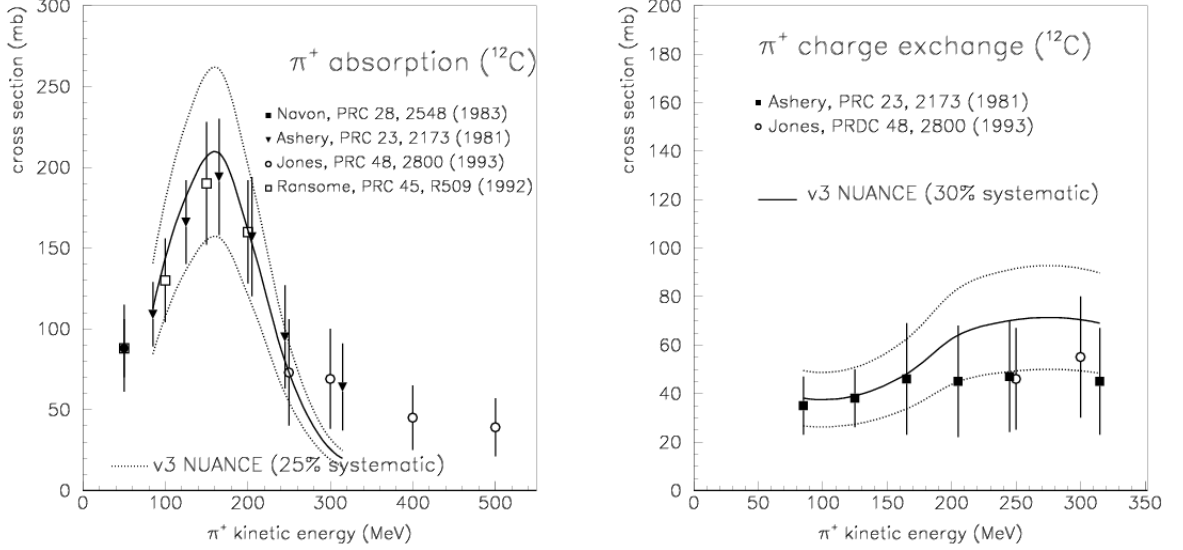 π⁺ absorption (¹²C)
Navon, PRC 28, 2548 (1983)
Ashery, PRC 23, 2173 (1981)
Jones, PRC 48, 2800 (1993)
Ransome, PRC 45, R509 (1992)
v3 NUANCE (25% systematic)
cross section (mb)
300
250
200
150
100
50
0
0 100 200 300 400 500
π⁺ kinetic energy (MeV)
π⁺ charge exchange (¹²C)
Ashery, PRC 23, 2173 (1981)
Jones, PRDC 48, 2800 (1993)
v3 NUANCE (30% systematic)
cross section (mb)
200
180
160
140
120
100
80
60
40
20
0
0 50 100 150 200 250 300 350
π⁺ kinetic energy (MeV)